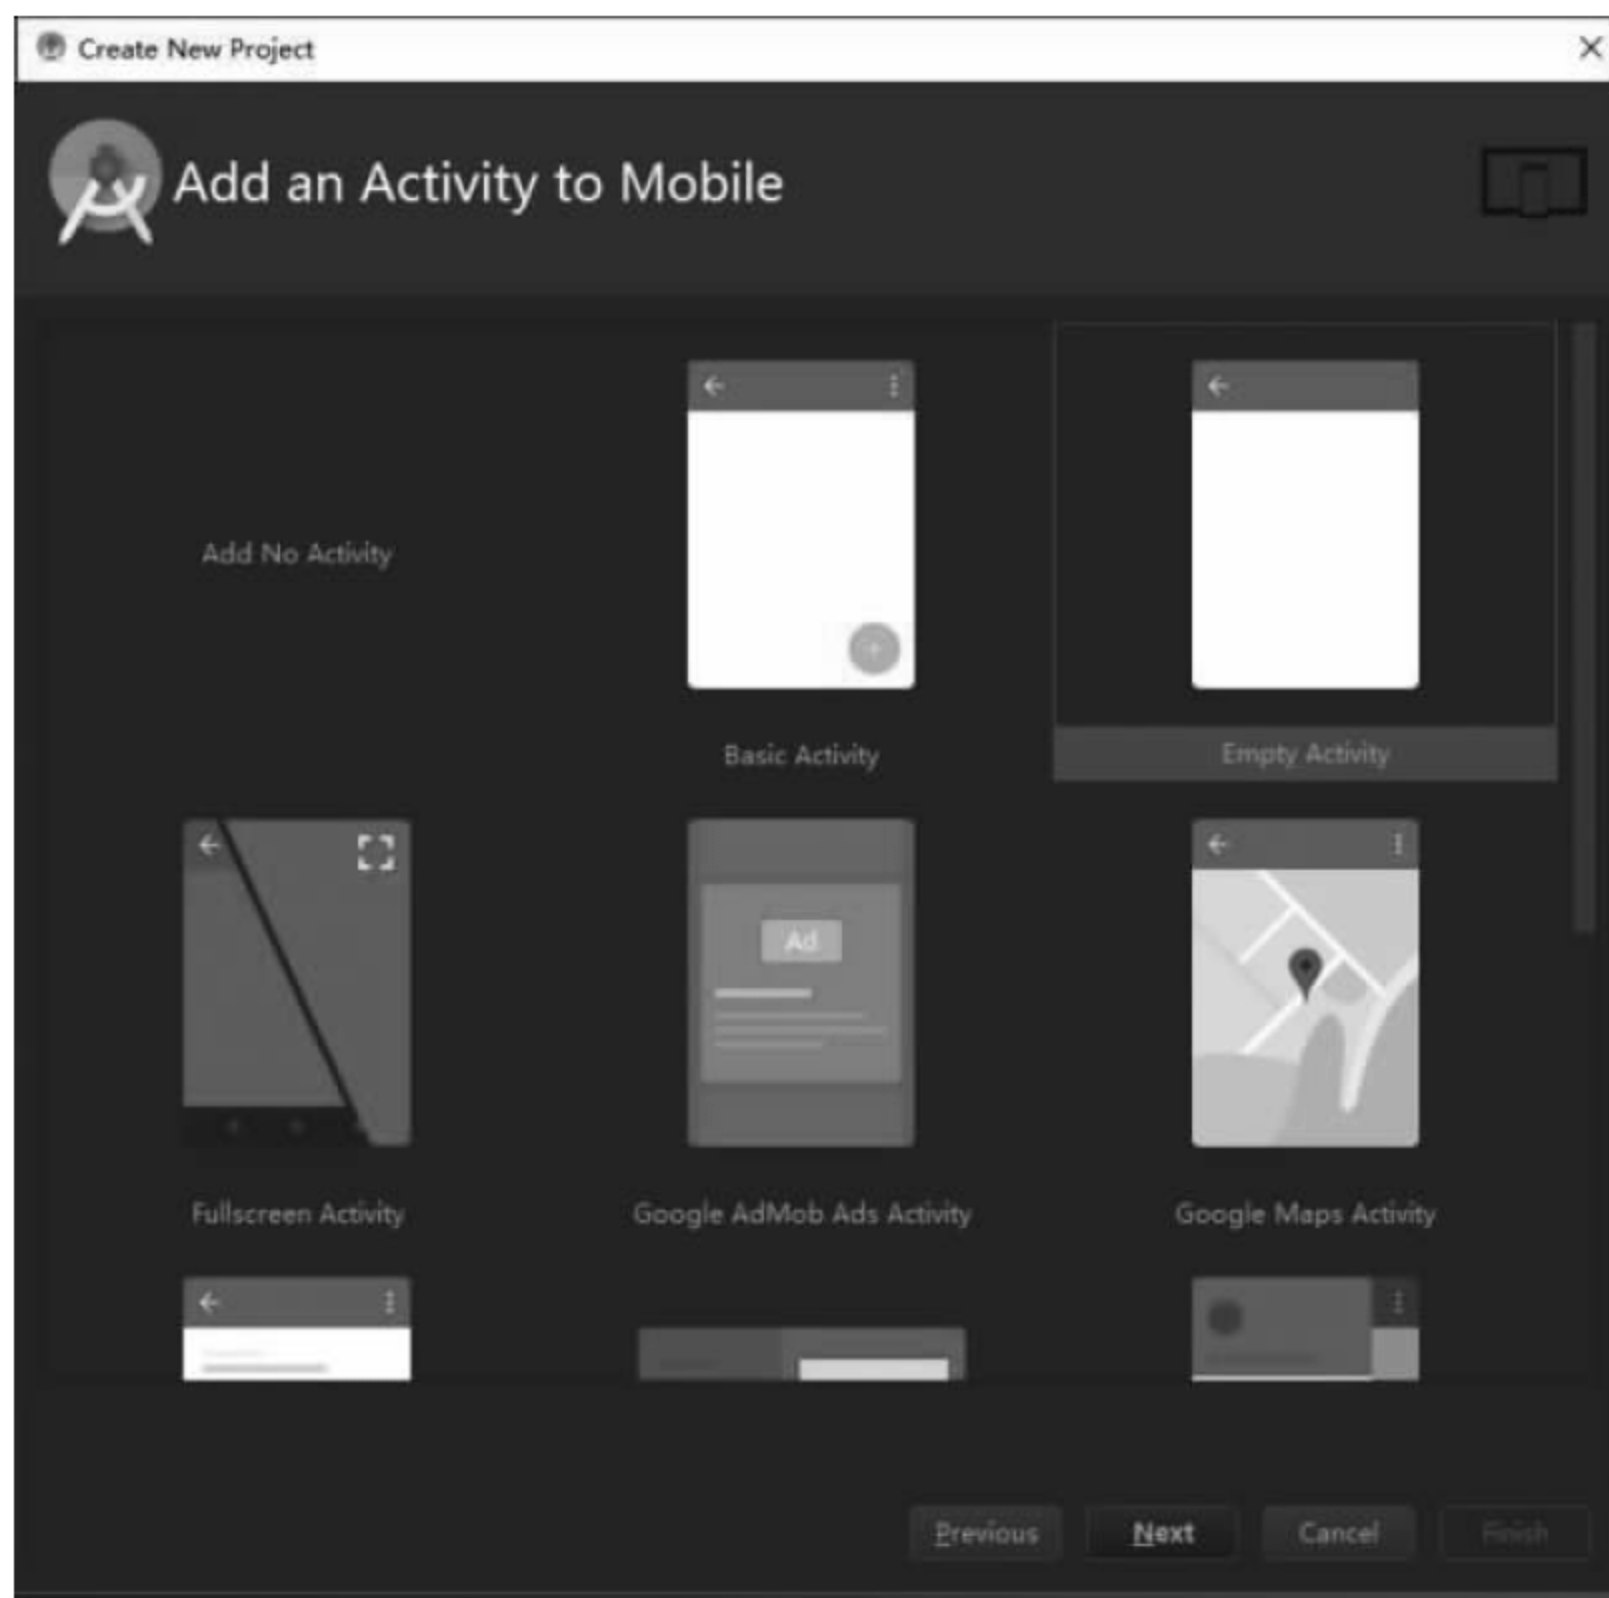 Create New Project
Add an Activity to Mobile
Add No Activity
Basic Activity
Empty Activity
Ad
Fullscreen Activity
Google AdMob Ads Activity
Google Maps Activity
Previous
Next
Cancel
Finish